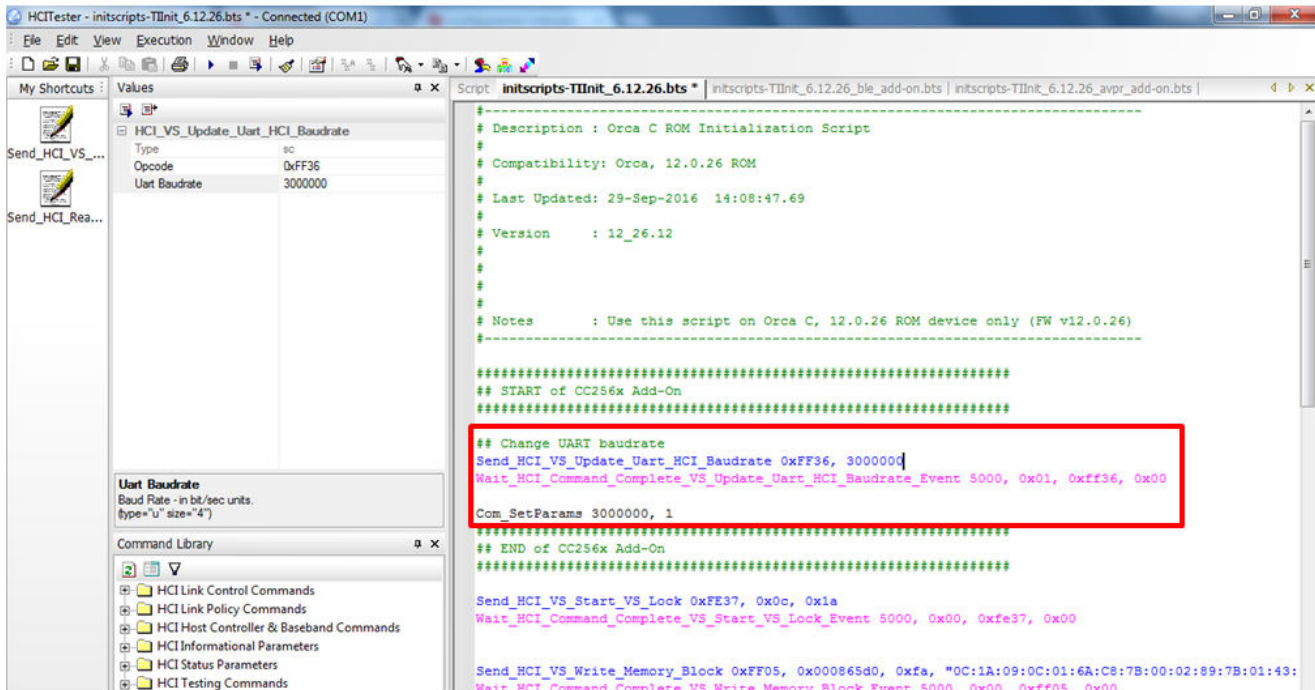 HCITester - initscripts-TIInit_6.12.26.bts * - Connected (COM1)
File Edit View Execution Window Help
My Shortcuts
Send_HCI_VS_...
Send_HCI_Rea...
Values
HCI_VS_Update_Uart_HCI_Baudrate
Type sc
Opcode 0xFF36
Uart Baudrate 3000000
Uart Baudrate
Baud Rate - in bit/sec units.
(type="u" size="4")
Command Library
HCI Link Control Commands
HCI Link Policy Commands
HCI Host Controller & Baseband Commands
HCI Informational Parameters
HCI Status Parameters
HCI Testing Commands
Script initscripts-TIInit_6.12.26.bts * initscripts-TIInit_6.12.26_ble_add-on.bts | initscripts-TIInit_6.12.26_avpr_add-on.bts |
#--------------------------------------------------------------------------------
# Description : Orca C ROM Initialization Script
#
# Compatibility: Orca, 12.0.26 ROM
#
# Last Updated: 29-Sep-2016 14:08:47.69
#
# Version : 12_26.12
#
#
#
#
# Notes : Use this script on Orca C, 12.0.26 ROM device only (FW v12.0.26)
#--------------------------------------------------------------------------------
#################################################################
## START of CC256x Add-On
#################################################################
## Change UART baudrate
Send_HCI_VS_Update_Uart_HCI_Baudrate 0xFF36, 3000000
Wait_HCI_Command_Complete_VS_Update_Uart_HCI_Baudrate_Event 5000, 0x01, 0xff36, 0x00
Com_SetParams 3000000, 1
#################################################################
## END of CC256x Add-On
#################################################################
Send_HCI_VS_Start_VS_Lock 0xFE37, 0x0c, 0x1a
Wait_HCI_Command_Complete_VS_Start_VS_Lock_Event 5000, 0x00, 0xfe37, 0x00
Send_HCI_VS_Write_Memory_Block 0xFF05, 0x000865d0, 0xfa, "0C:1A:09:0C:01:6A:C8:7B:00:02:89:7B:01:43:
Wait_HCI_Command_Complete_VS_Write_Memory_Block_Event 5000, 0x00, 0xff05, 0x00